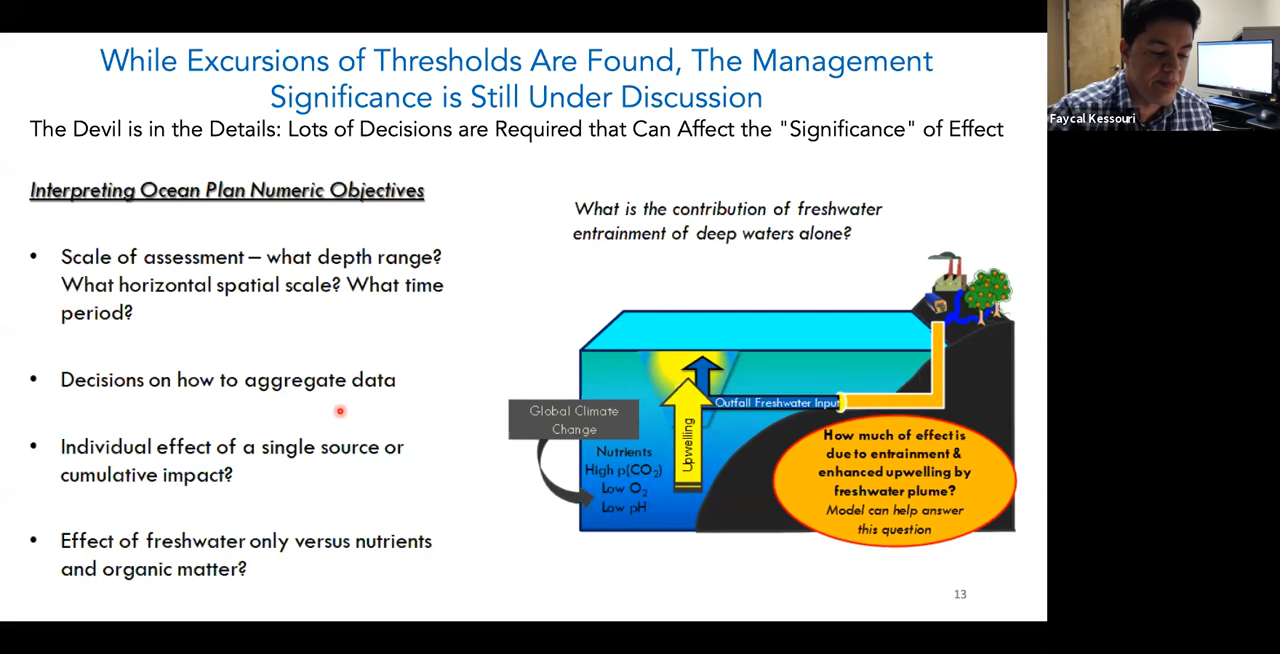 While Excursions of Thresholds Are Found, The Management
Significance is Still Under Discussion
The Devil is in the Details: Lots of Decisions are Required that Can Affect the "Significance" of Effect
Faycal Kessouri
Interpreting Ocean Plan Numeric Objectives
• Scale of assessment – what depth range?
What horizontal spatial scale? What time
period?
• Decisions on how to aggregate data
• Individual effect of a single source or
cumulative impact?
• Effect of freshwater only versus nutrients
and organic matter?
What is the contribution of freshwater
entrainment of deep waters alone?
Outfall Freshwater Input
Global Climate
Change
Upwelling
Nutrients
High p(CO2)
Low O2
Low pH
How much of effect is
due to entrainment &
enhanced upwelling by
freshwater plume?
Model can help answer
this question
13